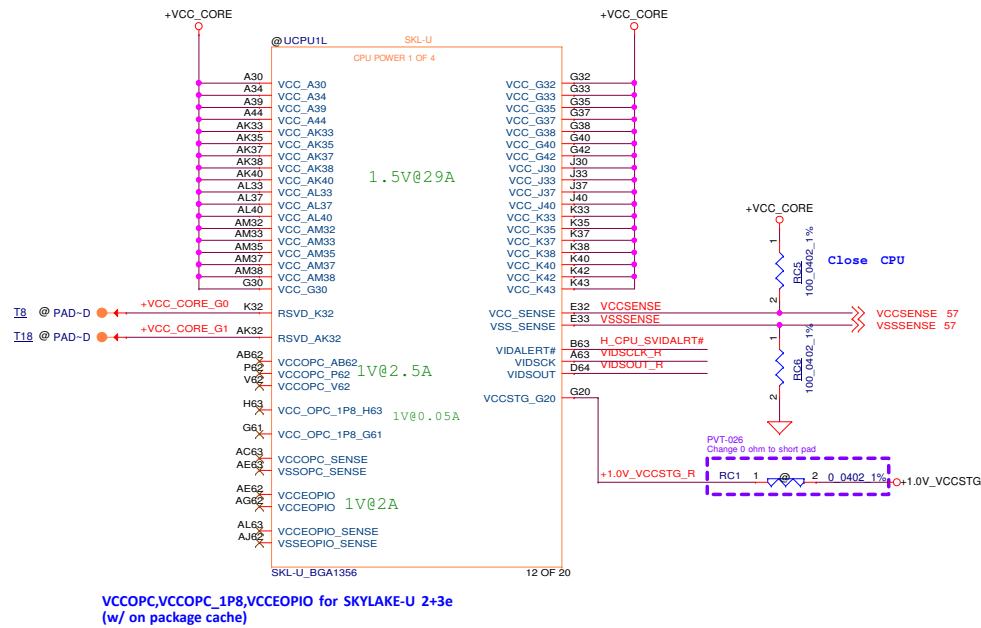 +VCC_CORE
+VCC_CORE
@ UCPU1L
SKL-U
CPU POWER 1 OF 4
A30 VCC_A30
A34 VCC_A34
A39 VCC_A39
A44 VCC_A44
AK33 VCC_AK33
AK35 VCC_AK35
AK37 VCC_AK37
AK38 VCC_AK38
AK40 VCC_AK40
AL33 VCC_AL33
AL37 VCC_AL37
AL40 VCC_AL40
AM32 VCC_AM32
AM33 VCC_AM33
AM35 VCC_AM35
AM37 VCC_AM37
AM38 VCC_AM38
G30 VCC_G30
1.5V@29A
VCC_G32 G32
VCC_G33 G33
VCC_G35 G35
VCC_G37 G37
VCC_G38 G38
VCC_G40 G40
VCC_G42 G42
VCC_J30 J30
VCC_J33 J33
VCC_J37 J37
VCC_J40 J40
VCC_K33 K33
VCC_K35 K35
VCC_K37 K37
VCC_K38 K38
VCC_K40 K40
VCC_K42 K42
VCC_K43 K43
T8 @ PAD~D +VCC_CORE_G0 K32 RSVD_K32
T18 @ PAD~D +VCC_CORE_G1 AK32 RSVD_AK32
AB62 VCCOPC_AB62
P62 VCCOPC_P62
V62 VCCOPC_V62
1V@2.5A
H63 VCC_OPC_1P8_H63
1V@0.05A
G61 VCC_OPC_1P8_G61
AC63 VCCOPC_SENSE
AE63 VSSOPC_SENSE
AE62 VCCEOPIO
AG62 VCCEOPIO
1V@2A
AL63 VCCEOPIO_SENSE
AJ62 VSSEOPIO_SENSE
VCC_SENSE E32 VCCSENSE
VSS_SENSE E33 VSSSENSE
VIDALERT# B63 H_CPU_SVIDALRT#
VIDSCK A63 VIDSCLK_R
VIDSOUT D64 VIDSOUT_R
VCCSTG_G20 G20
+VCC_CORE
1
RC5
100_0402_1%
2
Close CPU
VCCSENSE 57
VSSSENSE 57
1
RC6
100_0402_1%
2
PVT-026
Change 0 ohm to short pad
+1.0V_VCCSTG_R RC1 1 @ 2 0_0402_1% +1.0V_VCCSTG
SKL-U_BGA1356
12 OF 20
VCCOPC,VCCOPC_1P8,VCCEOPIO for SKYLAKE-U 2+3e
(w/ on package cache)